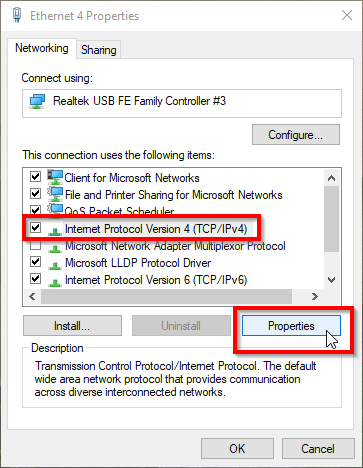 Ethernet 4 Properties
Networking Sharing
Connect using:
Realtek USB FE Family Controller #3
Configure...
This connection uses the following items:
Client for Microsoft Networks
File and Printer Sharing for Microsoft Networks
QoS Packet Scheduler
Internet Protocol Version 4 (TCP/IPv4)
Microsoft Network Adapter Multiplexor Protocol
Microsoft LLDP Protocol Driver
Internet Protocol Version 6 (TCP/IPv6)
Install... Uninstall Properties
Description
Transmission Control Protocol/Internet Protocol. The default
wide area network protocol that provides communication
across diverse interconnected networks.
OK Cancel